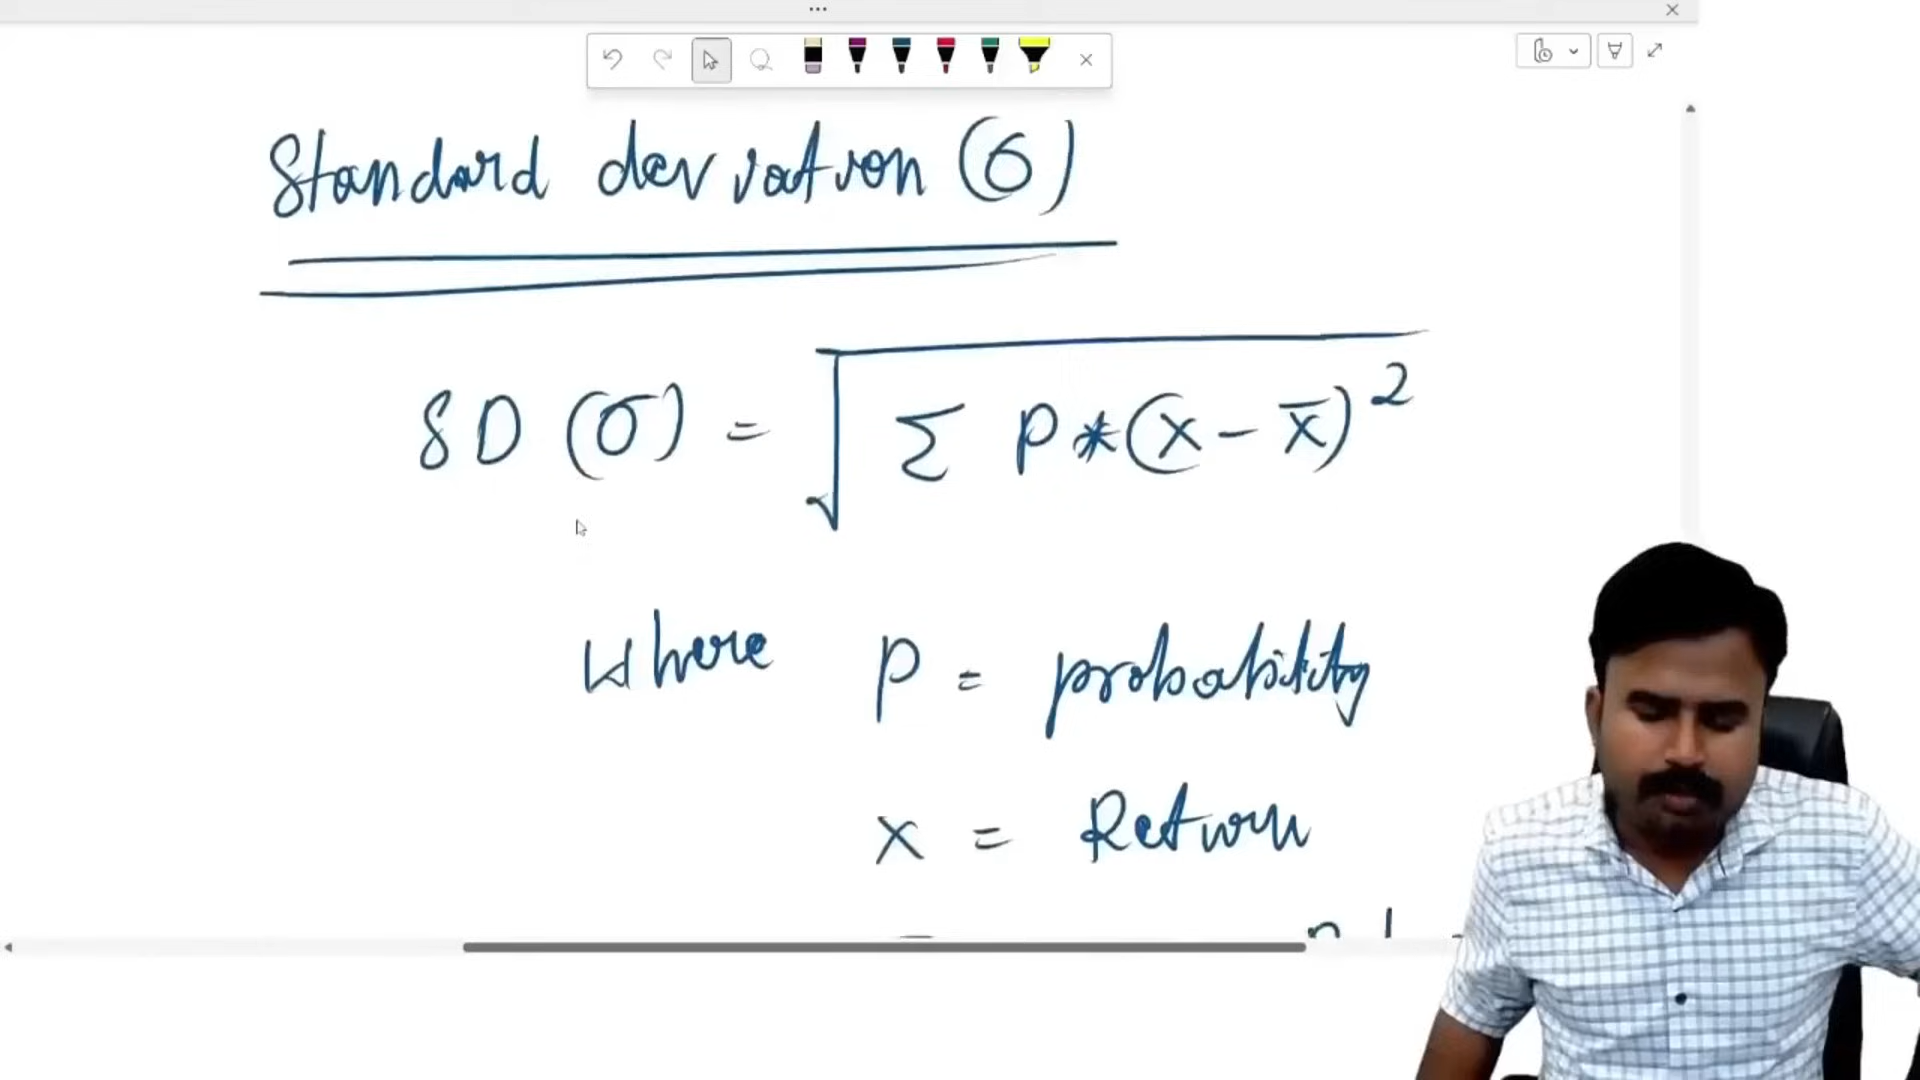 Standard deviation (σ)
SD (σ) = √ Σ P * (x - x̄)²
where P = probability
x = Return